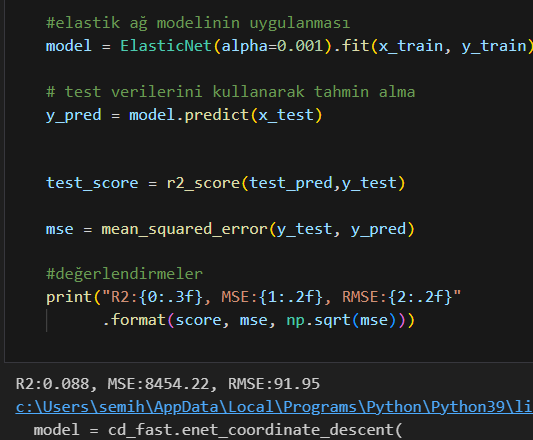 #elastik ağ modelinin uygulanması
model = ElasticNet(alpha=0.001).fit(x_train, y_train)
# test verilerini kullanarak tahmin alma
y_pred = model.predict(x_test)
test_score = r2_score(test_pred,y_test)
mse = mean_squared_error(y_test, y_pred)
#değerlendirmeler
print("R2:{0:.3f}, MSE:{1:.2f}, RMSE:{2:.2f}"
.format(score, mse, np.sqrt(mse)))
R2:0.088, MSE:8454.22, RMSE:91.95
c:\Users\semih\AppData\Local\Programs\Python\Python39\li
model = cd_fast.enet_coordinate_descent(